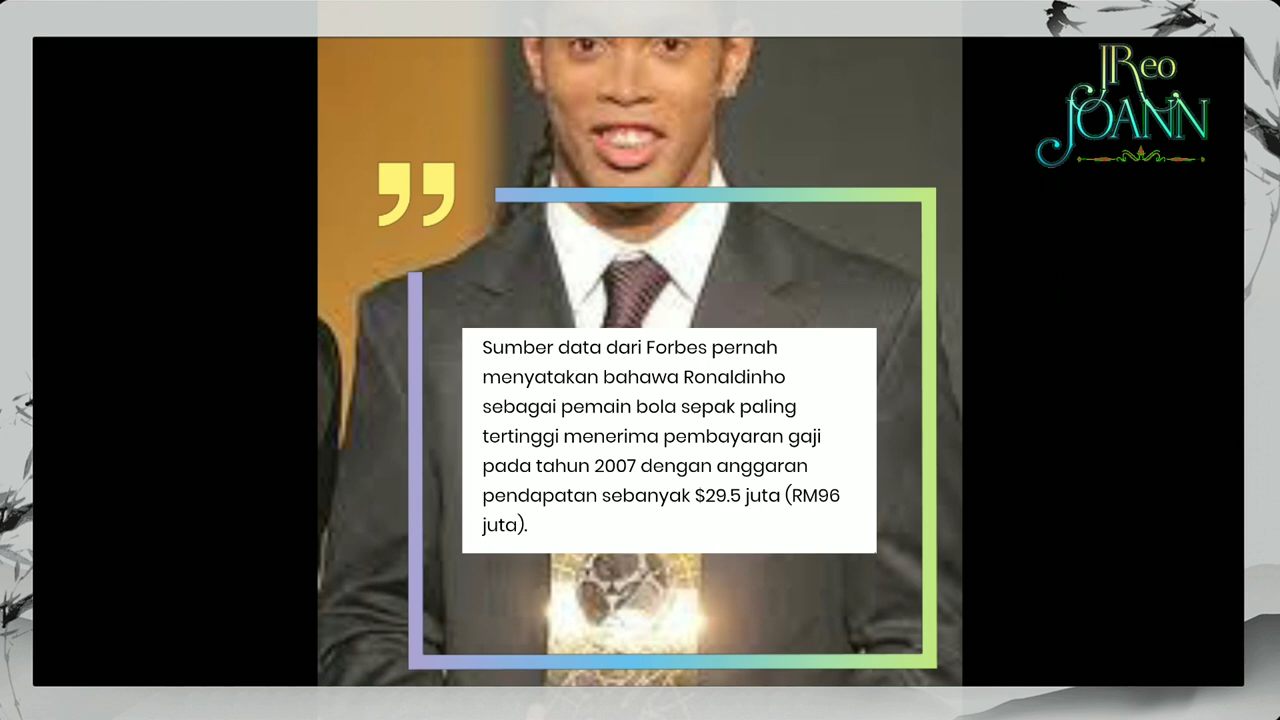 JReo
JOANN
Sumber data dari Forbes pernah
menyatakan bahawa Ronaldinho
sebagai pemain bola sepak paling
tertinggi menerima pembayaran gaji
pada tahun 2007 dengan anggaran
pendapatan sebanyak $29.5 juta (RM96
juta).